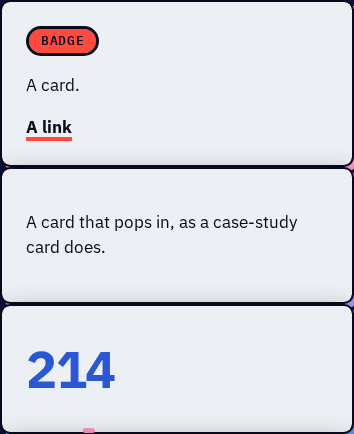 BADGE
A card.
A link
A card that pops in, as a case-study
card does.
214